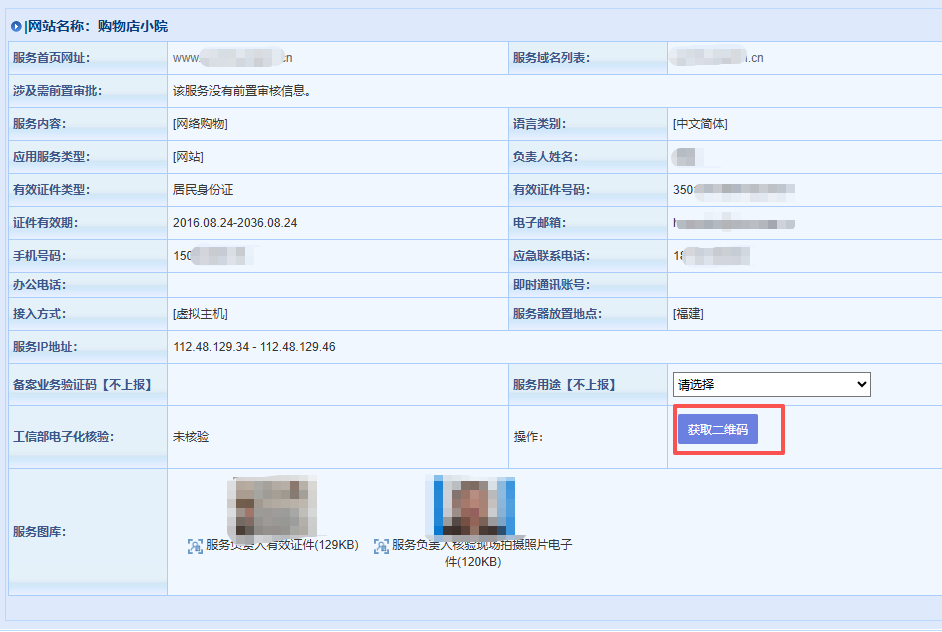 |网站名称：购物店小院
服务首页网址： www. n 服务域名列表： .cn
涉及需前置审批： 该服务没有前置审核信息。
服务内容： [网络购物] 语言类别： [中文简体]
应用服务类型： [网站] 负责人姓名：
有效证件类型： 居民身份证 有效证件号码： 350
证件有效期： 2016.08.24-2036.08.24 电子邮箱：
手机号码： 150 应急联系电话： 18
办公电话： 即时通讯账号：
接入方式： [虚拟主机] 服务器放置地点： [福建]
服务IP地址： 112.48.129.34 - 112.48.129.46
备案业务验证码【不上报】 服务用途【不上报】 请选择
工信部电子化核验： 未核验 操作： 获取二维码
服务图库： 服务负责人有效证件(129KB) 服务负责人核验现场拍摄照片电子
件(120KB)